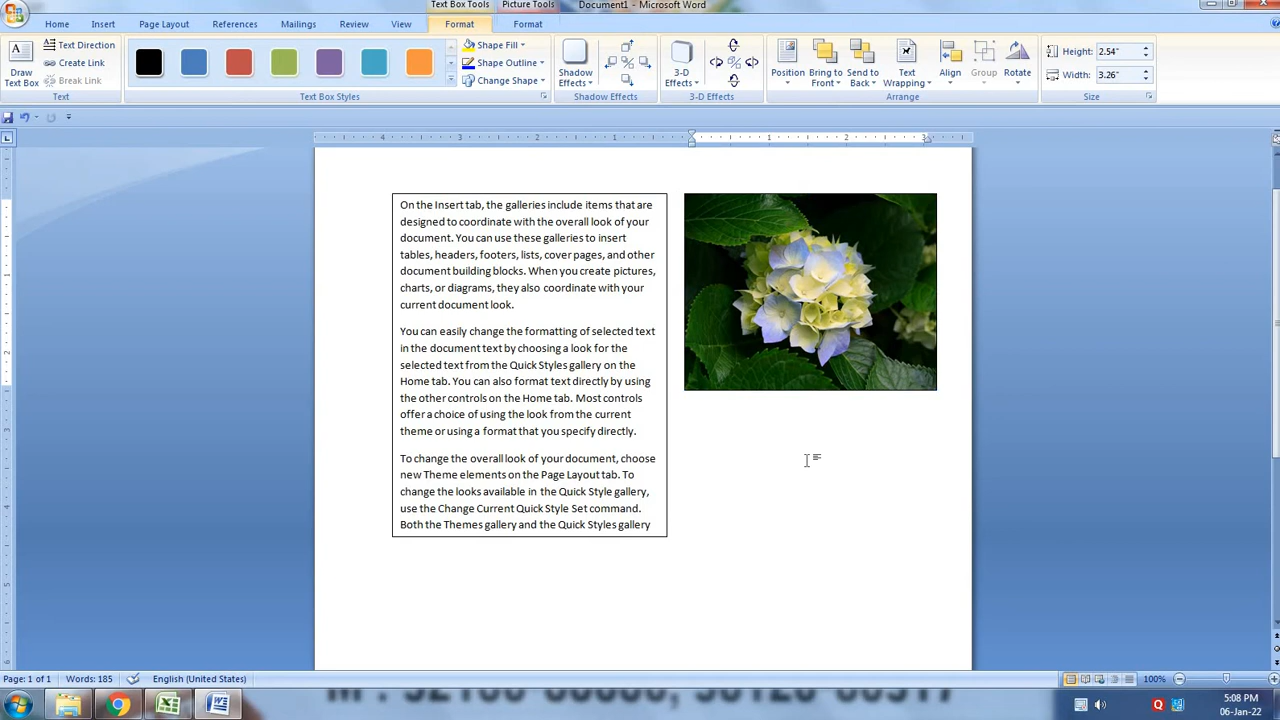 Text Box Tools Picture Tools Document1 - Microsoft Word
Home Insert Page Layout References Mailings Review View Format Format
Draw Text Box
Text Direction
Create Link
Break Link
Shape Fill
Shape Outline
Change Shape
Shadow Effects
3-D Effects
Position
Bring to Front
Send to Back
Text Wrapping
Align
Group
Rotate
Height: 2.54"
Width: 3.26"
Text Text Box Styles Shadow Effects 3-D Effects Arrange Size
4 3 2 1 1 2 3
On the Insert tab, the galleries include items that are
designed to coordinate with the overall look of your
document. You can use these galleries to insert
tables, headers, footers, lists, cover pages, and other
document building blocks. When you create pictures,
charts, or diagrams, they also coordinate with your
current document look.
You can easily change the formatting of selected text
in the document text by choosing a look for the
selected text from the Quick Styles gallery on the
Home tab. You can also format text directly by using
the other controls on the Home tab. Most controls
offer a choice of using the look from the current
theme or using a format that you specify directly.
To change the overall look of your document, choose
new Theme elements on the Page Layout tab. To
change the looks available in the Quick Style gallery,
use the Change Current Quick Style Set command.
Both the Themes gallery and the Quick Styles gallery
Page: 1 of 1 Words: 185 English (United States) 100%
5:08 PM
06-Jan-22